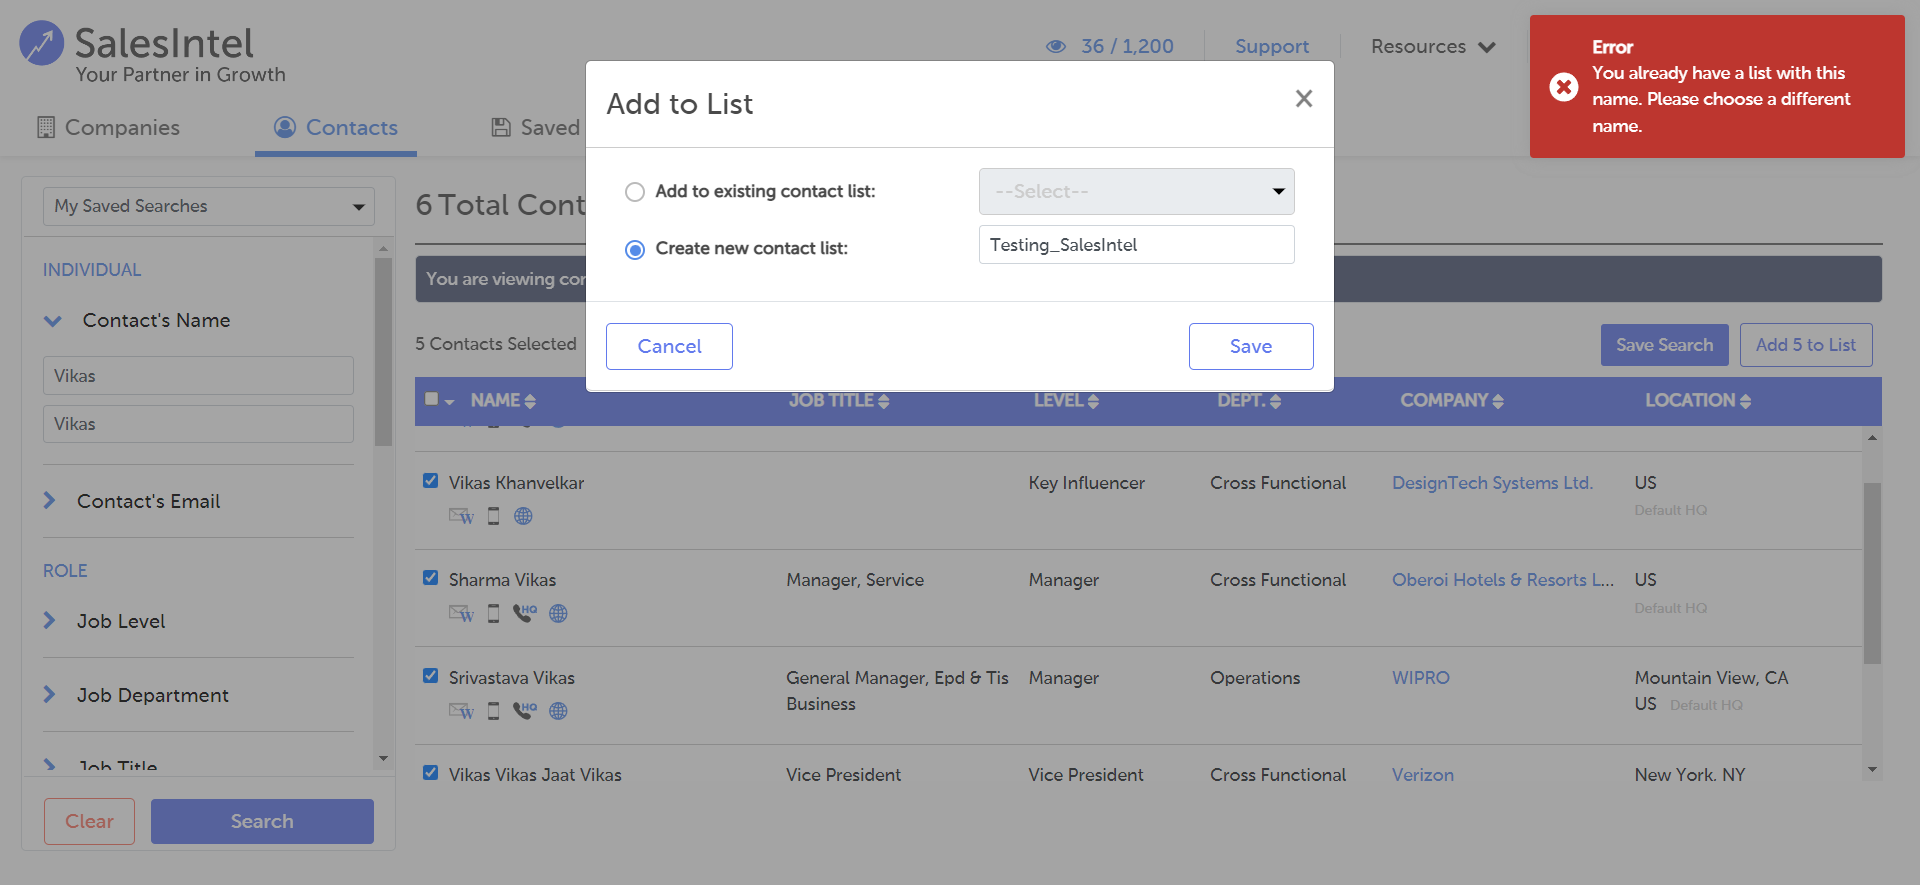 SalesIntel
Your Partner in Growth
36 / 1,200
Support
Resources
Error
You already have a list with this
name. Please choose a different
name.
Companies
Contacts
Saved
Add to List
Add to existing contact list:
--Select--
Create new contact list:
Testing_SalesIntel
Cancel
Save
My Saved Searches
INDIVIDUAL
Contact's Name
Vikas
Vikas
Contact's Email
ROLE
Job Level
Job Department
Job Title
Clear
Search
6 Total Cont
You are viewing con
5 Contacts Selected
Save Search
Add 5 to List
NAME JOB TITLE LEVEL DEPT. COMPANY LOCATION
Vikas Khanvelkar Key Influencer Cross Functional DesignTech Systems Ltd. US
W
Default HQ
Sharma Vikas Manager, Service Manager Cross Functional Oberoi Hotels & Resorts L... US
W HQ
Default HQ
Srivastava Vikas General Manager, Epd & Tis Manager Operations WIPRO Mountain View, CA
Business US Default HQ
W HQ
Vikas Vikas Jaat Vikas Vice President Vice President Cross Functional Verizon New York, NY